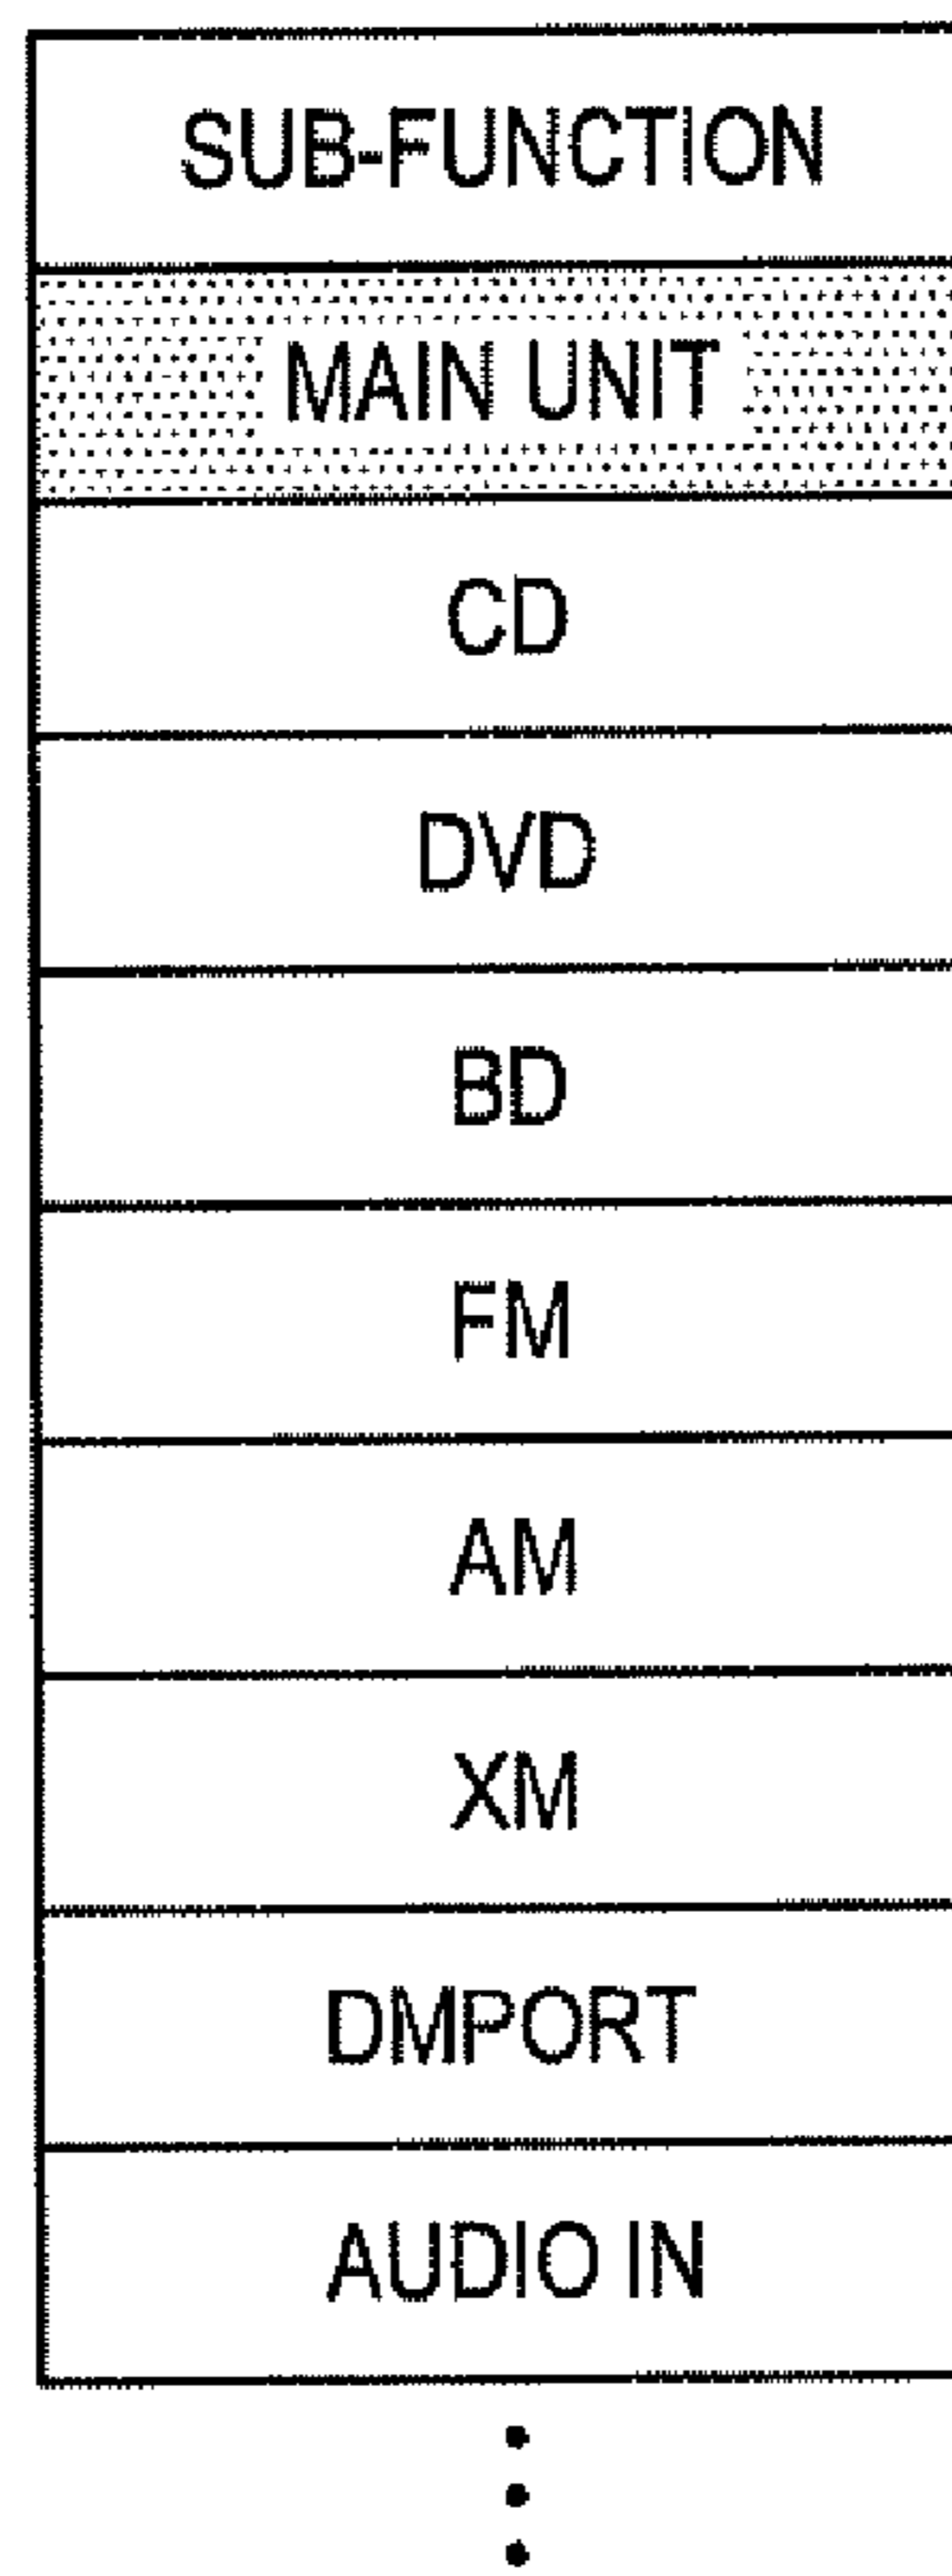 SUB-FUNCTION
MAIN UNIT
CD
DVD
BD
FM
AM
XM
DMPORT
AUDIO IN